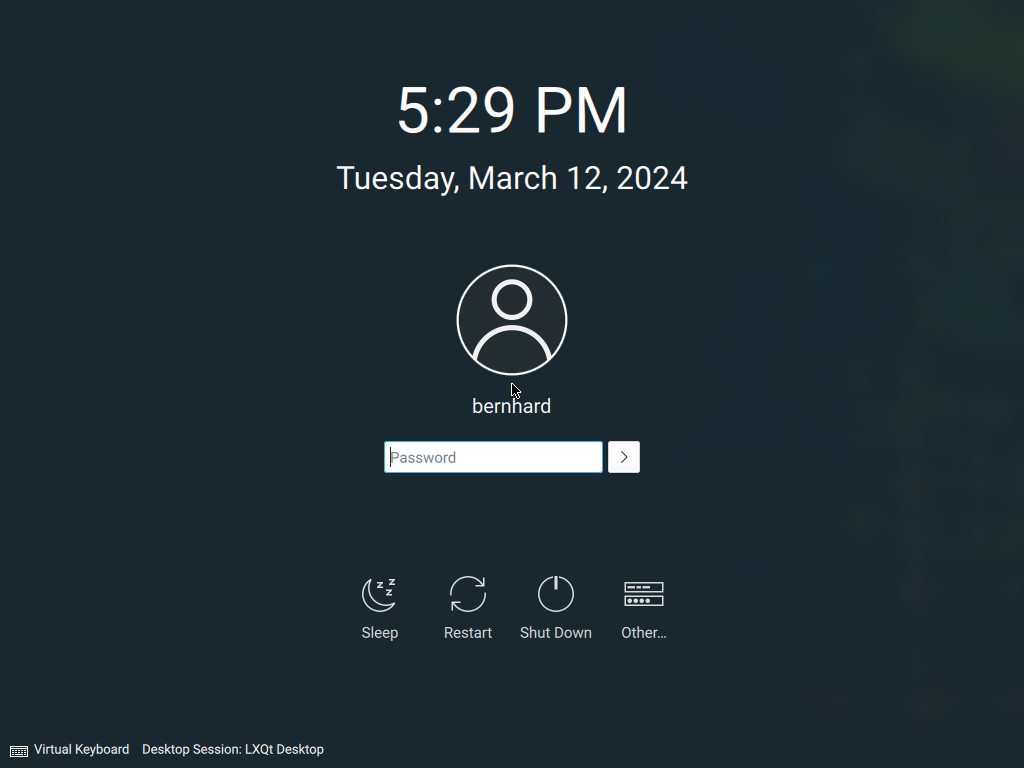 5:29 PM
Tuesday, March 12, 2024
bernhard
Password
Sleep Restart Shut Down Other...
Virtual Keyboard Desktop Session: LXQt Desktop